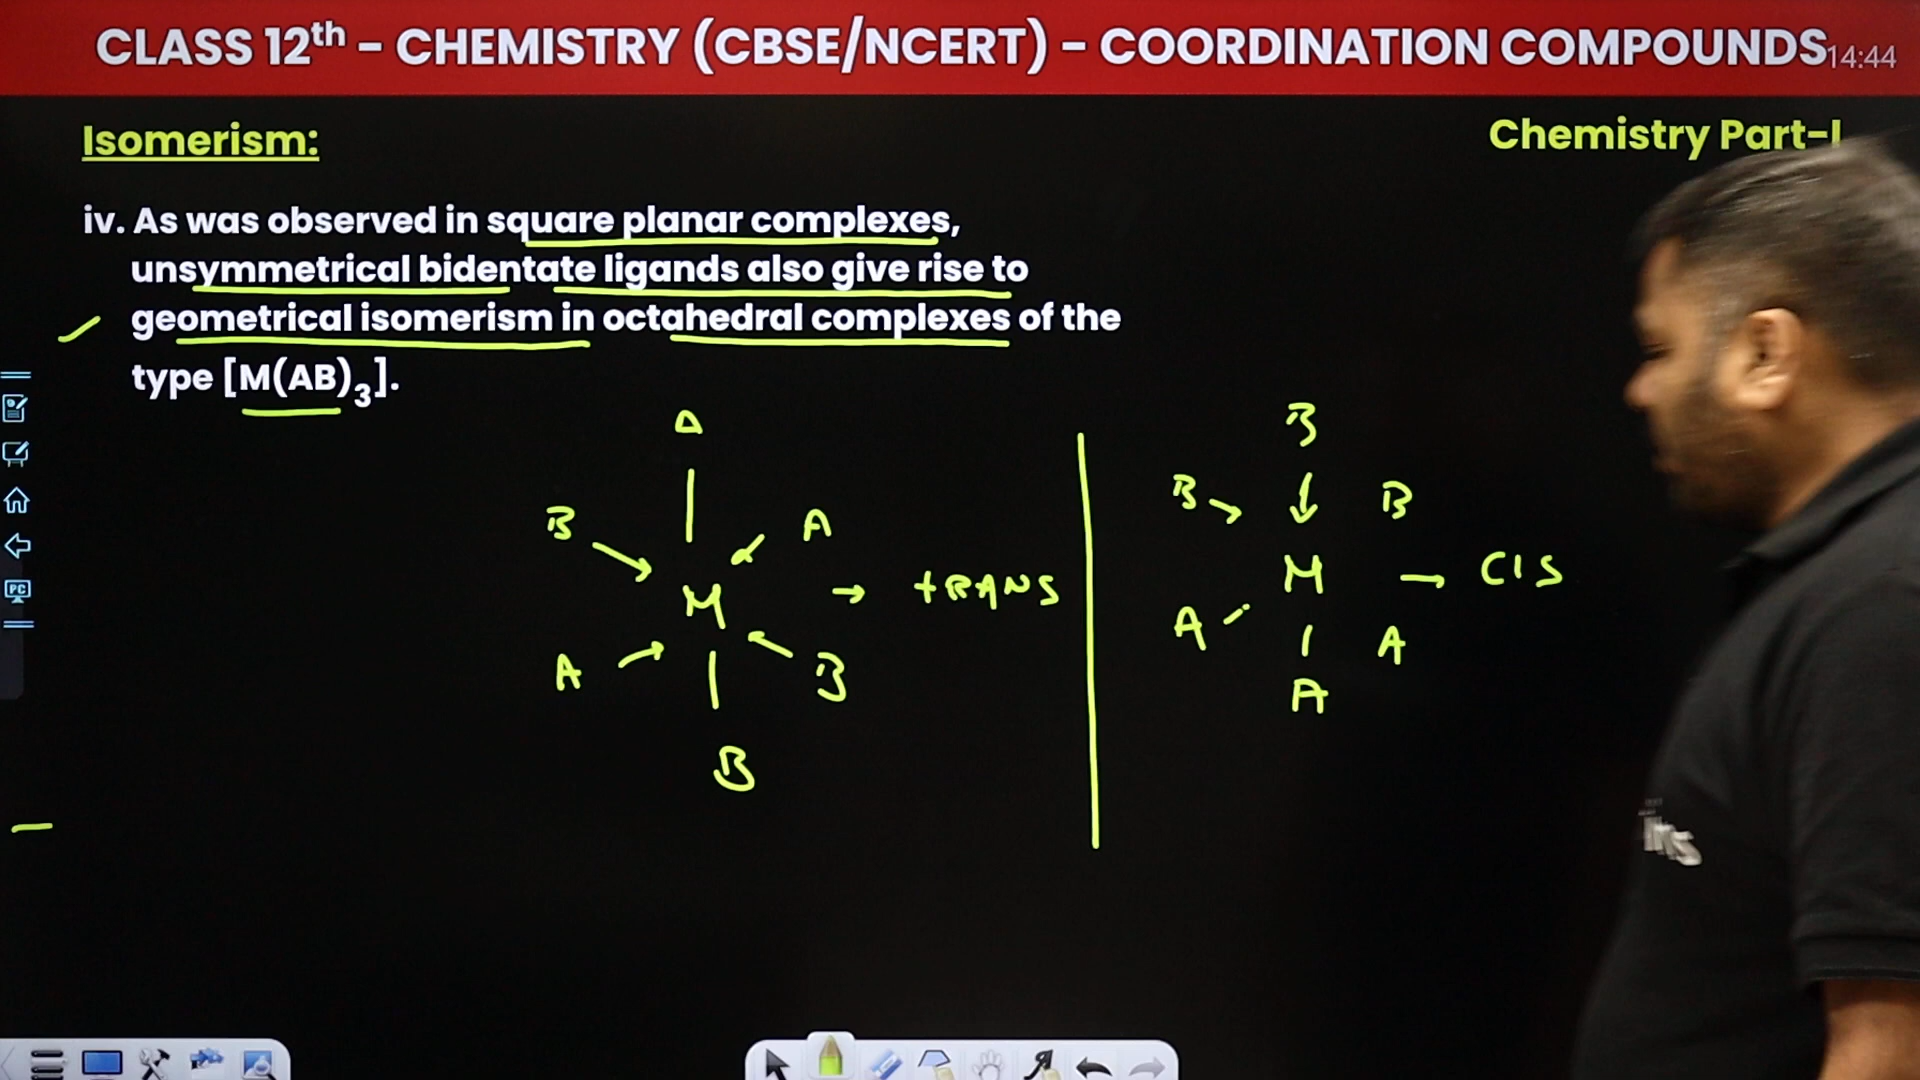 CLASS 12th – CHEMISTRY (CBSE/NCERT) – COORDINATION COMPOUNDS
14:44
Isomerism:
Chemistry Part-I
iv. As was observed in square planar complexes,
unsymmetrical bidentate ligands also give rise to
geometrical isomerism in octahedral complexes of the
type [M(AB)3].
A
B A
M → tRANS
A B
B
B
B B
M → CIS
A A
A
PC